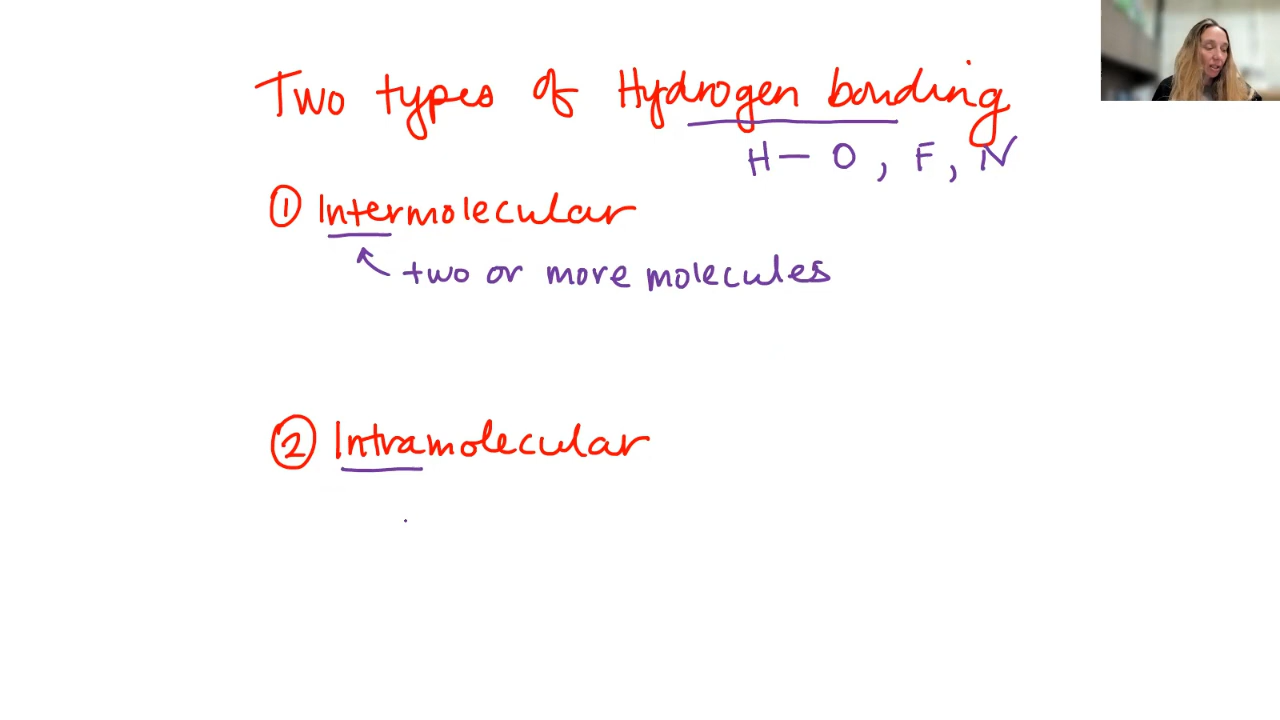 Two types of Hydrogen bonding
H— O, F, N
① Intermolecular
two or more molecules
② Intramolecular